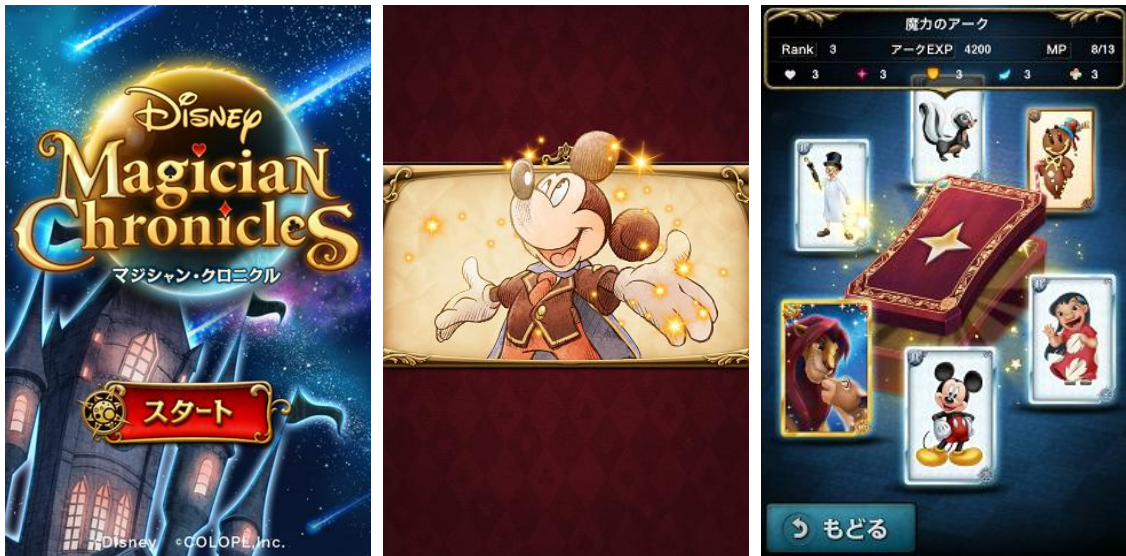 Disney
Magician
Chronicles
マジシャン・クロニクル
スタート
Disney ©COLOPL,Inc.
魔力のアーク
Rank 3 アークEXP 4200 MP 8/13
3 3 3 3 3
もどる